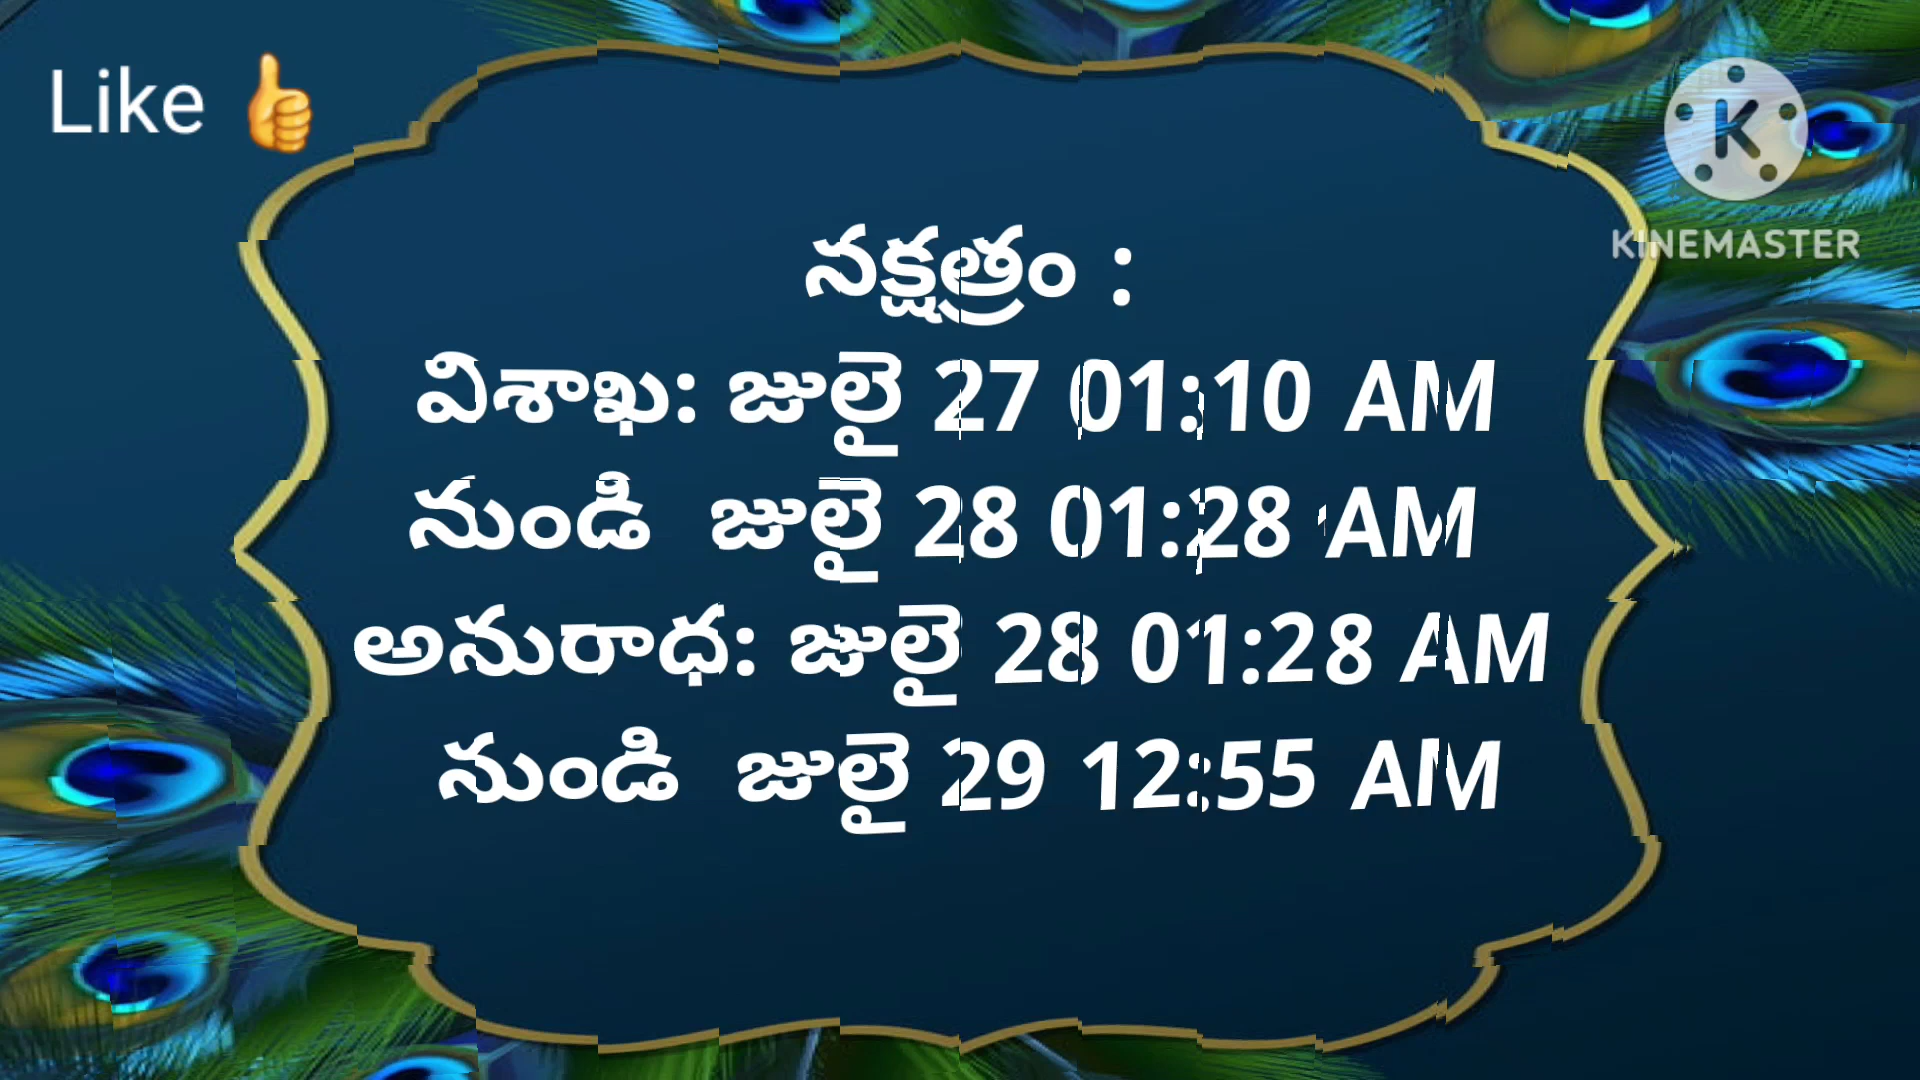 Like 👍
KINEMASTER
నక్షత్రం :
విశాఖ: జులై 27 01:10 AM
నుండి జులై 28 01:28 AM
అనురాధ: జులై 28 01:28 AM
నుండి జులై 29 12:55 AM